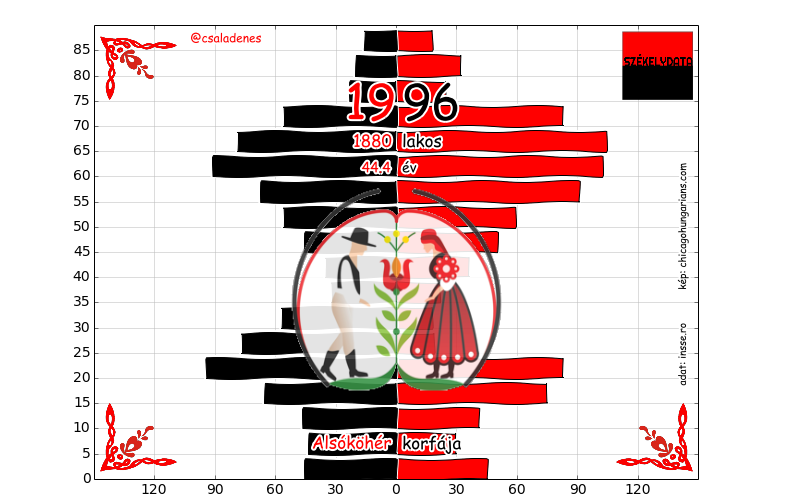 @csaladenes
SZÉKELYDATA
1996
1880 lakos
44.4 év
kép: chicagohungarians.com
adat: insse.ro
Alsóköhér korfája
85
80
75
70
65
60
55
50
45
40
35
30
25
20
15
10
5
0
120 90 60 30 0 30 60 90 120